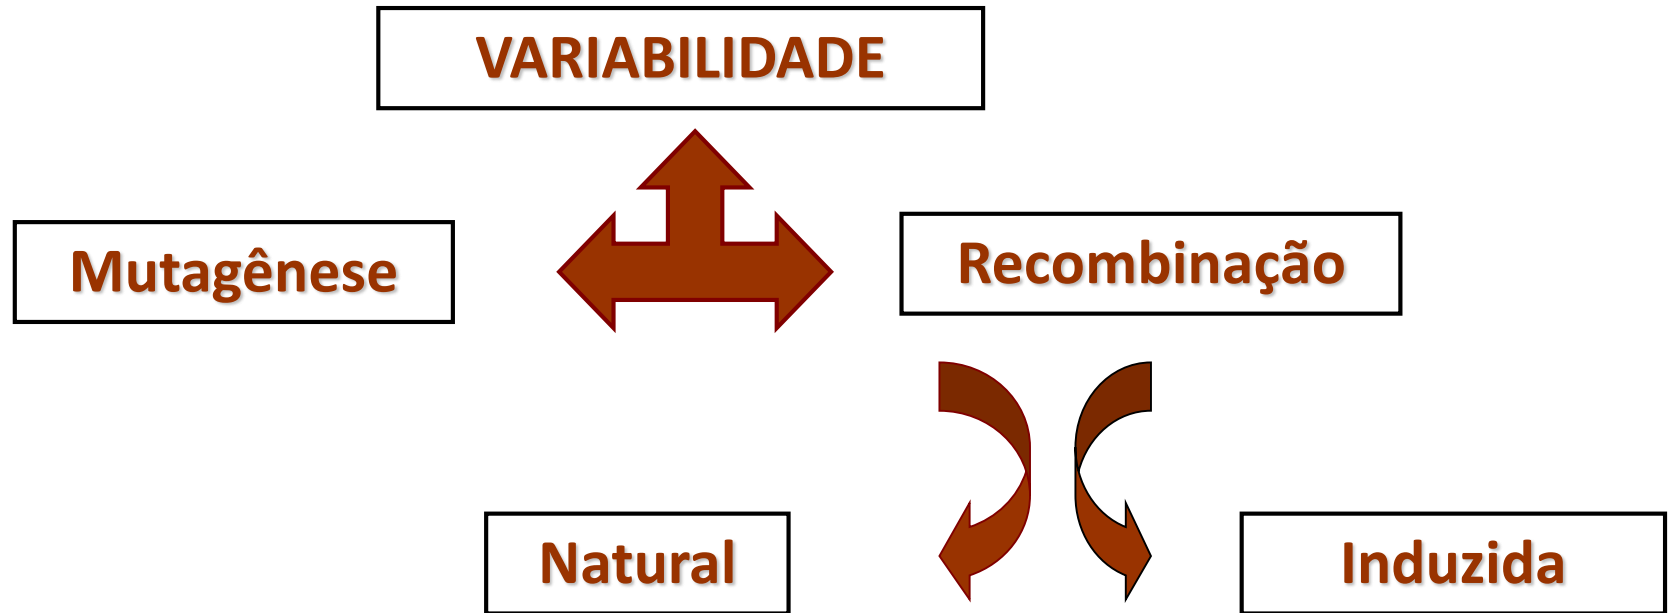 VARIABILIDADE
Mutagênese
Recombinação
Natural
Induzida